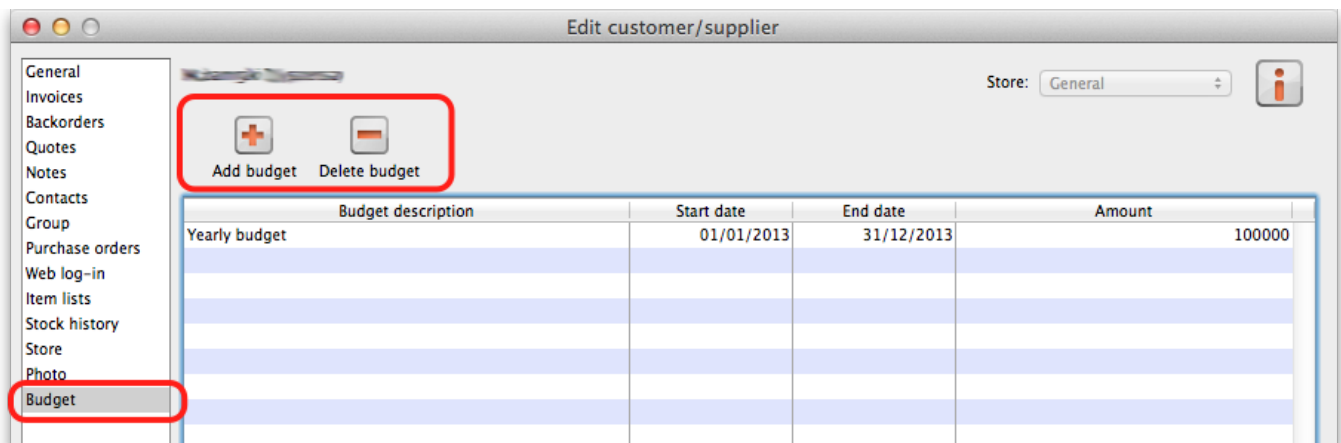 Edit customer/supplier
General
Invoices
Backorders
Quotes
Notes
Contacts
Group
Purchase orders
Web log-in
Item lists
Stock history
Store
Photo
Budget
Store: General
Add budget Delete budget
Budget description Start date End date Amount
Yearly budget 01/01/2013 31/12/2013 100000